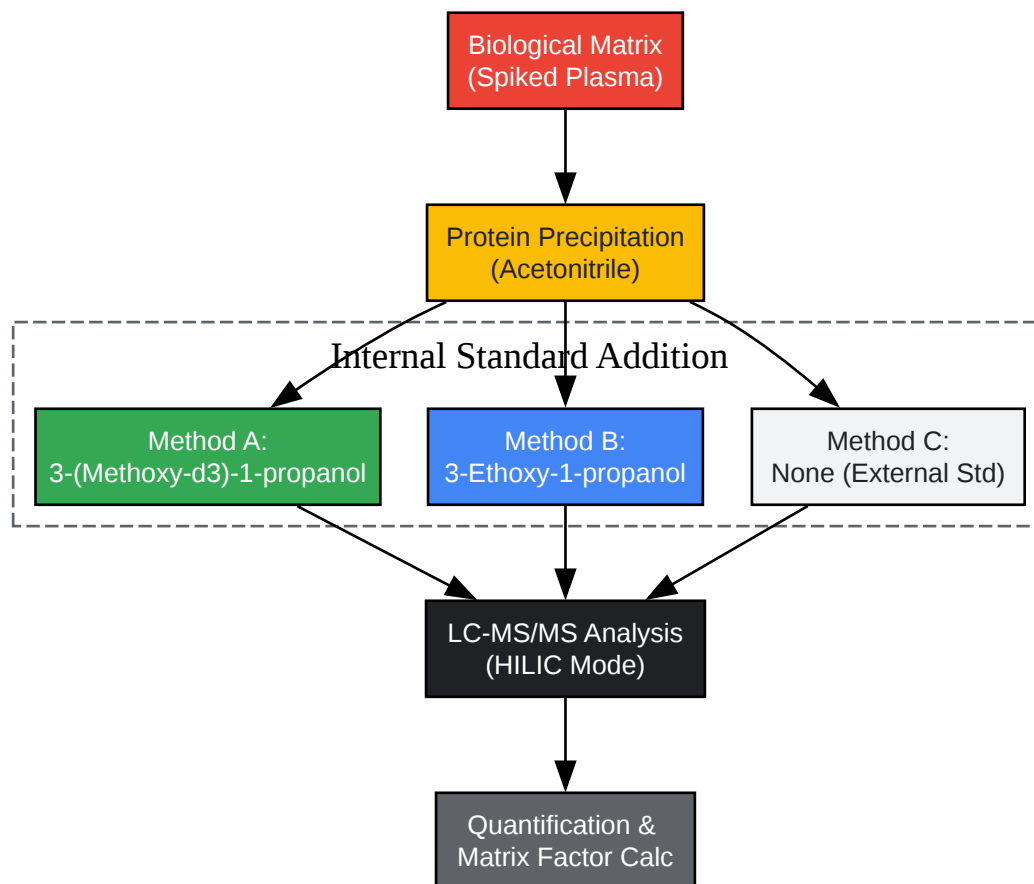 Biological Matrix
(Spiked Plasma)
Protein Precipitation
(Acetonitrile)
Internal Standard Addition
Method A:
3-(Methoxy-d3)-1-propanol
Method B:
3-Ethoxy-1-propanol
Method C:
None (External Std)
LC-MS/MS Analysis
(HILIC Mode)
Quantification &
Matrix Factor Calc